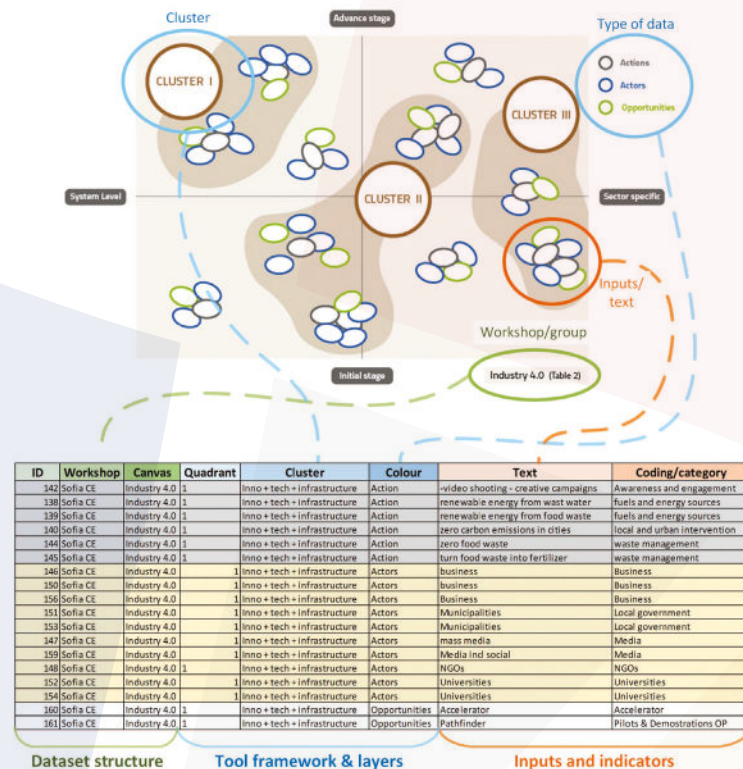 Cluster
Advance stage
Type of data
Actions
Actors
Opportunities
CLUSTER I
CLUSTER III
System Level
CLUSTER II
Sector specific
Inputs/
text
Workshop/group
Initial stage
Industry 4.0 (Table 2)
ID Workshop Canvas Quadrant Cluster Colour Text Coding/category
142 Sofia CE Industry 4.0 1 Inno + tech + infrastructure Action -video shooting - creative campaigns Awareness and engagement
138 Sofia CE Industry 4.0 1 Inno + tech + infrastructure Action renewable energy from wast water fuels and energy sources
139 Sofia CE Industry 4.0 1 Inno + tech + infrastructure Action renewable energy from food waste fuels and energy sources
140 Sofia CE Industry 4.0 1 Inno + tech + infrastructure Action zero carbon emissions in cities local and urban intervention
144 Sofia CE Industry 4.0 1 Inno + tech + infrastructure Action zero food waste waste management
145 Sofia CE Industry 4.0 1 Inno + tech + infrastructure Action turn food waste into fertilizer waste management
146 Sofia CE Industry 4.0 1 Inno + tech + infrastructure Actors business Business
150 Sofia CE Industry 4.0 1 Inno + tech + infrastructure Actors business Business
156 Sofia CE Industry 4.0 1 Inno + tech + infrastructure Actors Business Business
151 Sofia CE Industry 4.0 1 Inno + tech + infrastructure Actors Municipalities Local government
153 Sofia CE Industry 4.0 1 Inno + tech + infrastructure Actors Municipalities Local government
147 Sofia CE Industry 4.0 1 Inno + tech + infrastructure Actors mass media Media
159 Sofia CE Industry 4.0 1 Inno + tech + infrastructure Actors Media ind social Media
148 Sofia CE Industry 4.0 1 Inno + tech + infrastructure Actors NGOs NGOs
152 Sofia CE Industry 4.0 1 Inno + tech + infrastructure Actors Universities Universities
154 Sofia CE Industry 4.0 1 Inno + tech + infrastructure Actors Universities Universities
160 Sofia CE Industry 4.0 1 Inno + tech + infrastructure Opportunities Accelerator Accelerator
161 Sofia CE Industry 4.0 1 Inno + tech + infrastructure Opportunities Pathfinder Pilots & Demostrations OP
Dataset structure Tool framework & layers Inputs and indicators